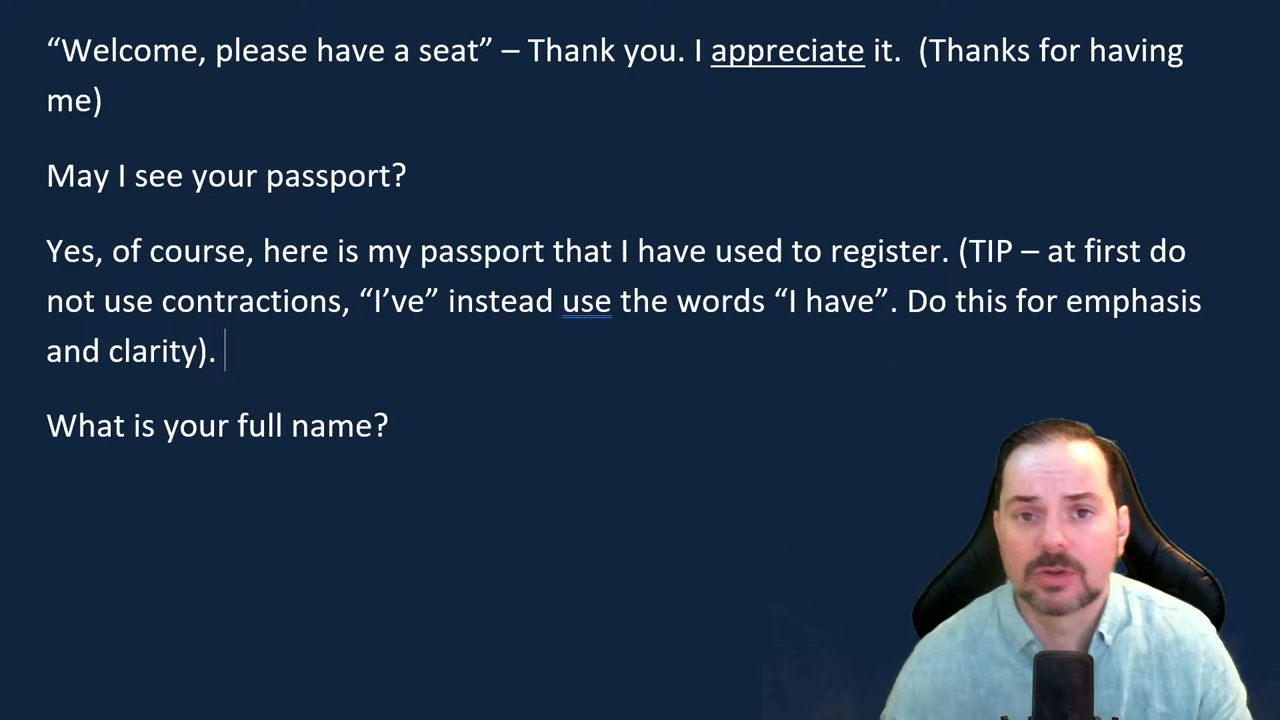 “Welcome, please have a seat” – Thank you. I appreciate it.  (Thanks for having
me)
May I see your passport?
Yes, of course, here is my passport that I have used to register. (TIP – at first do
not use contractions, “I’ve” instead use the words “I have”. Do this for emphasis
and clarity).
What is your full name?